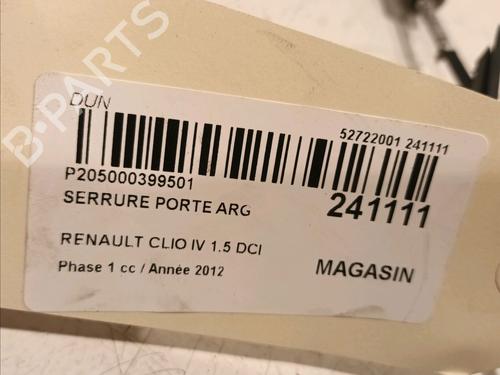 B-PARTS
DUN
52722001 241111
P205000399501
SERRURE PORTE ARG
241111
RENAULT CLIO IV 1.5 DCI
Phase 1 cc / Année 2012
MAGASIN